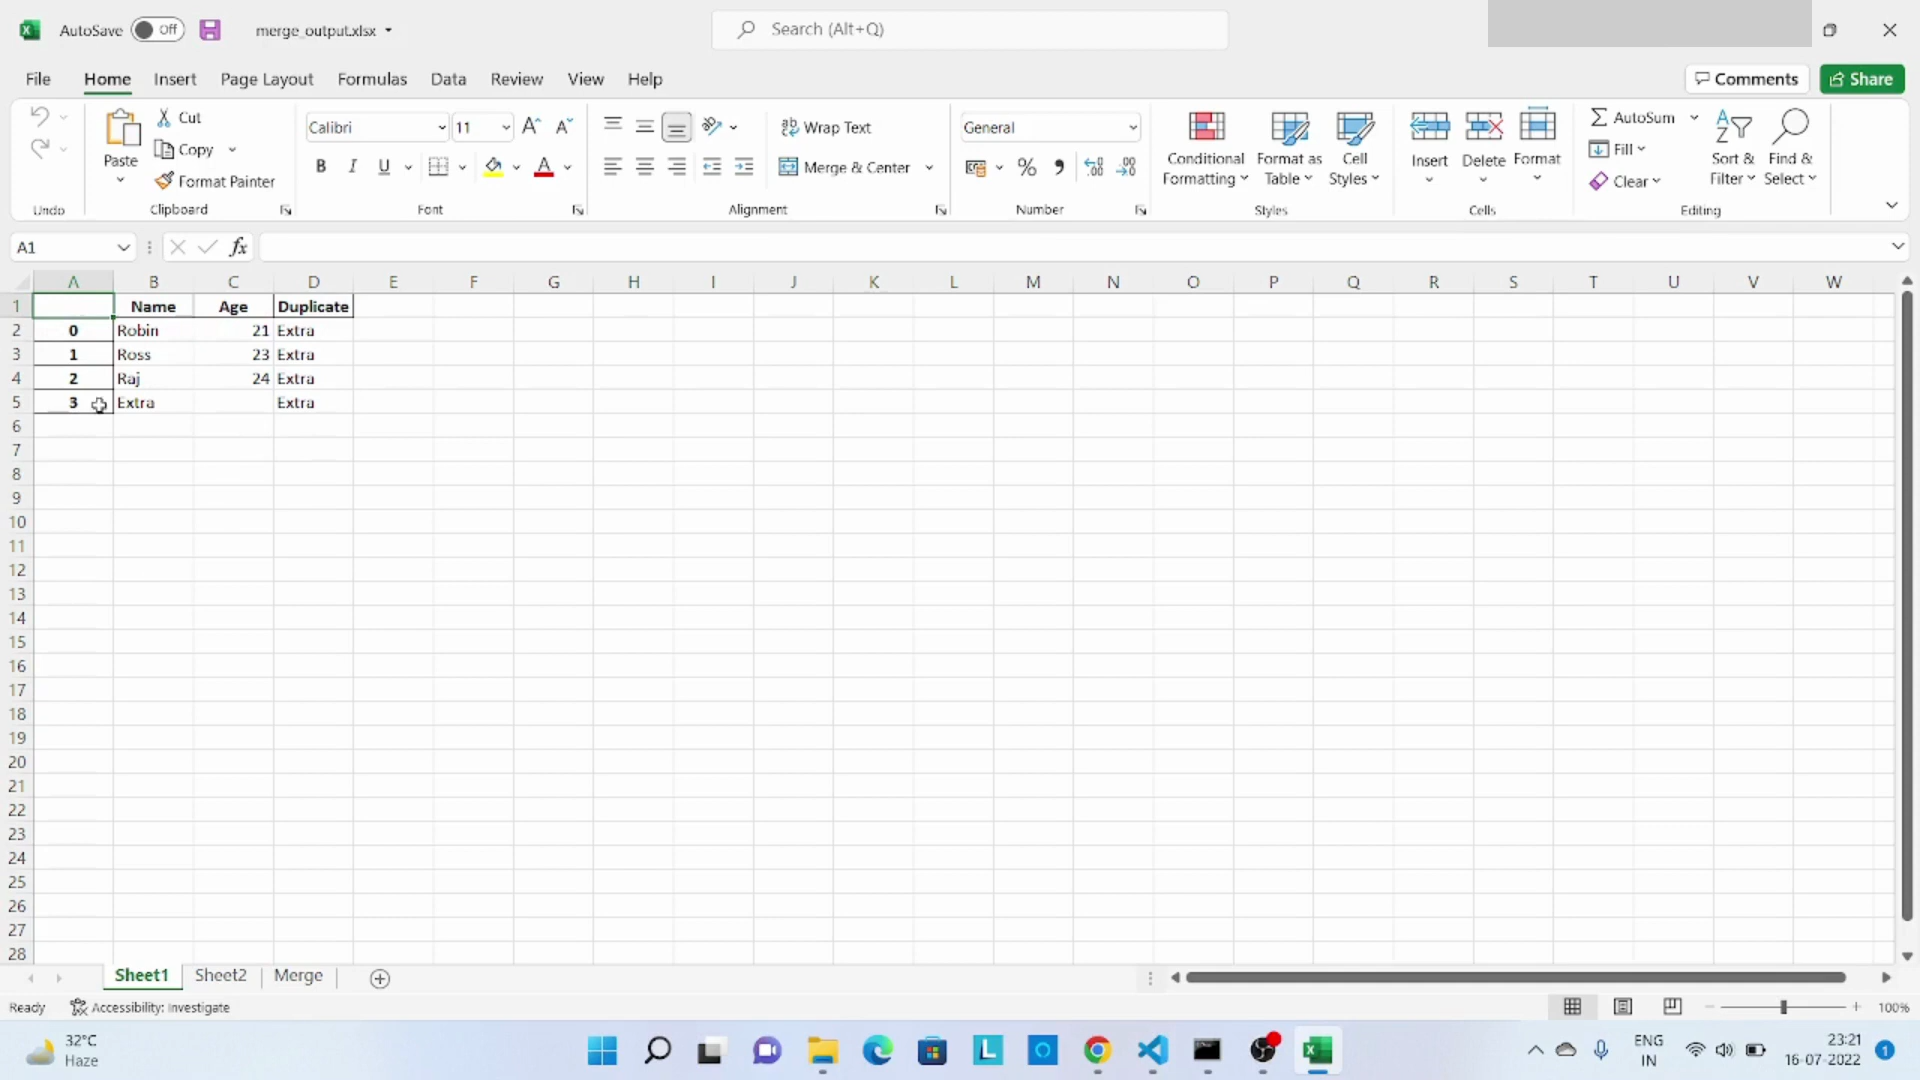 AutoSave Off merge_output.xlsx Search (Alt+Q)
File Home Insert Page Layout Formulas Data Review View Help Comments Share
Paste Cut Copy Format Painter
Calibri 11
B I U A
Wrap Text
Merge & Center
General
% ,
Conditional Formatting
Format as Table
Cell Styles
Insert Delete Format
AutoSum
Fill
Clear
Sort & Filter
Find & Select
Undo Clipboard Font Alignment Number Styles Cells Editing
A1 fx
A B C D E F G H I J K L M N O P Q R S T U V W
1 Name Age Duplicate
2 0 Robin 21 Extra
3 1 Ross 23 Extra
4 2 Raj 24 Extra
5 3 Extra Extra
6
7
8
9
10
11
12
13
14
15
16
17
18
19
20
21
22
23
24
25
26
27
28
Sheet1 Sheet2 Merge
Ready Accessibility: Investigate 100%
32°C
Haze
ENG
IN
23:21
16-07-2022
1